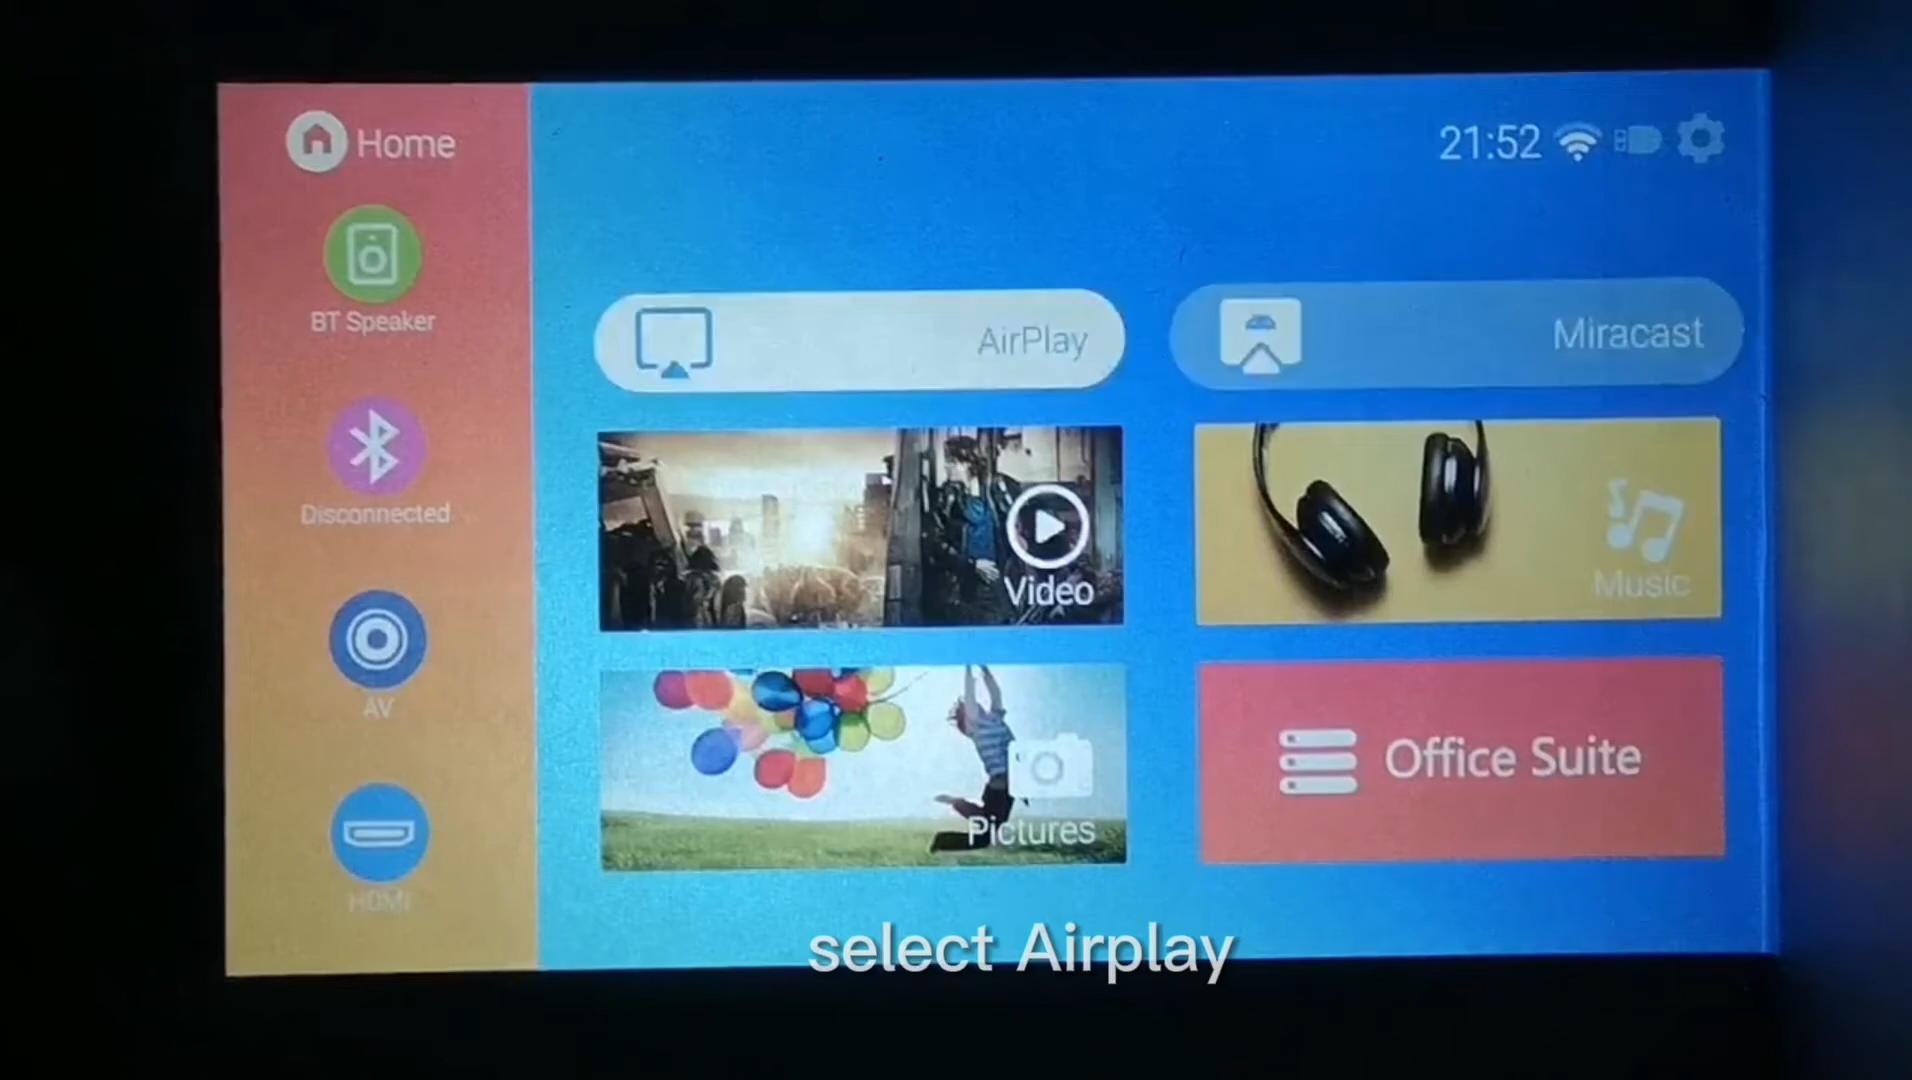 Home
21:52
BT Speaker
AirPlay
Miracast
Disconnected
Video
Music
AV
Office Suite
Pictures
HDMI
select Airplay